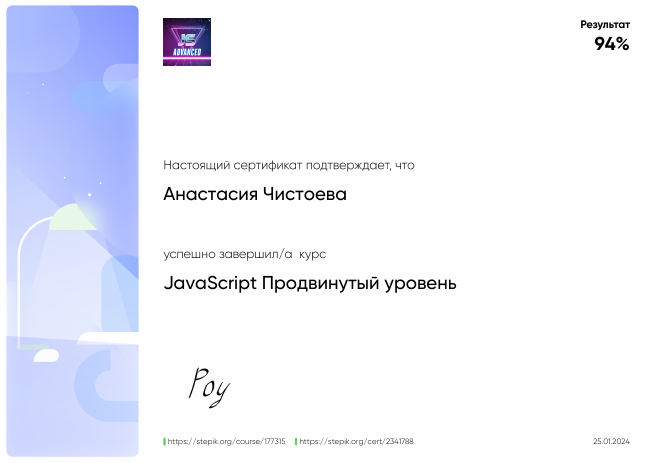 JS
ADVANCED
Результат
94%
Настоящий сертификат подтверждает, что
Анастасия Чистоева
успешно завершил/а курс
JavaScript Продвинутый уровень
Роу
https://stepik.org/course/177315 https://stepik.org/cert/2341788 25.01.2024